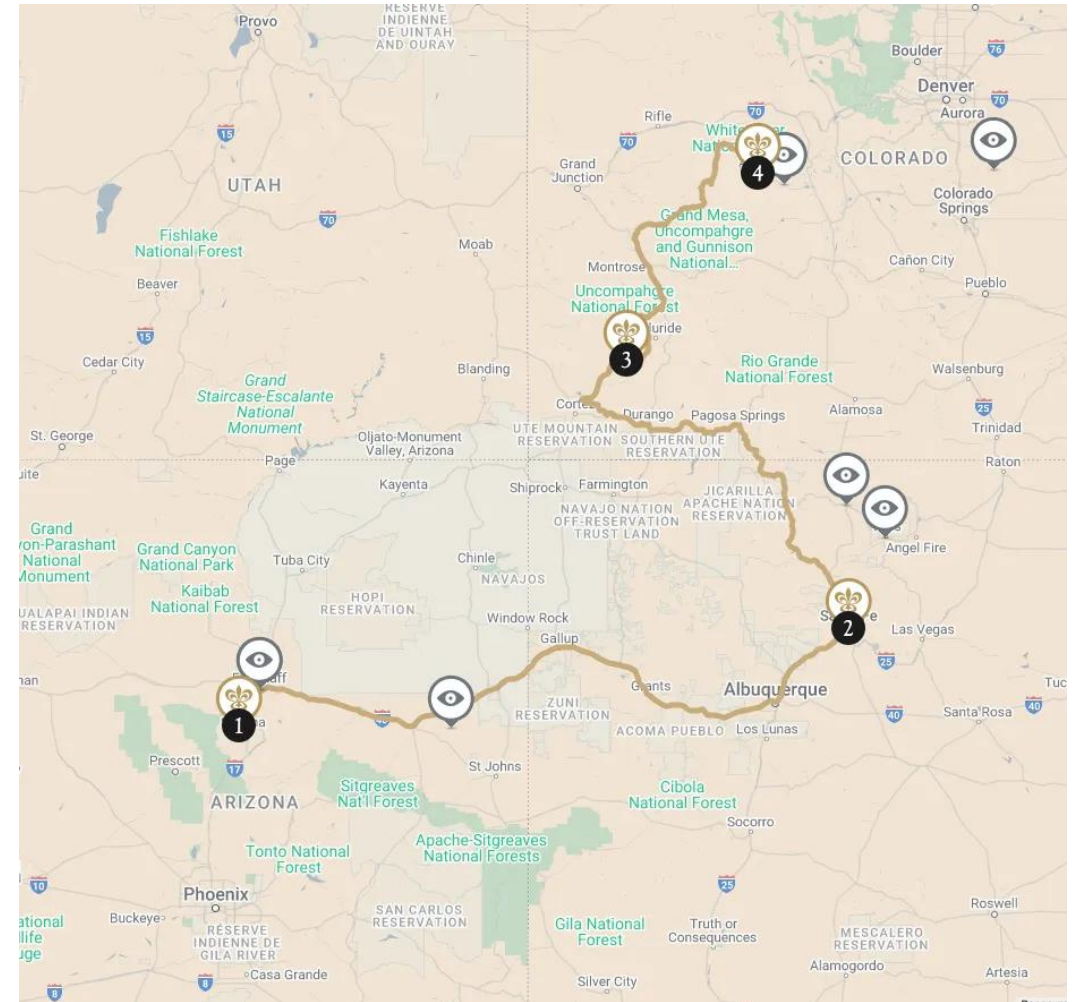 RÉSERVE
INDIENNE
DE UINTAH
AND OURAY
Provo
Boulder
76
Denver
70
Aurora
Rifle
70
70
15
Grand
Junction
4
COLORADO
UTAH
Colorado
Springs
70
Grand Mesa,
Uncompahgre
and Gunnison
National...
Fishlake
National Forest
Moab
Cañon City
Beaver
Montrose
Pueblo
Uncompahgre
National Forest
15
3
Cedar City
Blanding
Rio Grande
National Forest
Walsenburg
Grand
Staircase-Escalante
National
Monument
Durango
Pagosa Springs
Alamosa
25
St. George
Oljato-Monument
Valley, Arizona
UTE MOUNTAIN
RESERVATION
SOUTHERN UTE
RESERVATION
Trinidad
Page
Raton
Kayenta
Shiprock
Farmington
JICARILLA
APACHE NATION
RESERVATION
NAVAJO NATION
OFF-RESERVATION
TRUST LAND
Grand
National
Monument
Grand Canyon
National Park
Tuba City
Chinle
Angel Fire
NAVAJOS
Kaibab
National Forest
HOPI
RESERVATION
INDIAN
RESERVATION
Window Rock
2
Las Vegas
Gallup
25
Grants
Albuquerque
40
ZUNI
RESERVATION
Santa Rosa
40
1
ACOMA PUEBLO
Los Lunas
Prescott
17
St Johns
ARIZONA
Sitgreaves
Nat'l Forest
Cibola
National Forest
Socorro
Tonto National
Forest
Apache-Sitgreaves
National Forests
10
Phoenix
25
Buckeye
SAN CARLOS
RESERVATION
Roswell
RÉSERVE
INDIENNE DE
GILA RIVER
Gila National
Forest
Truth or
Consequences
MESCALERO
RESERVATION
Casa Grande
8
8
Silver City
Alamogordo
Artesia